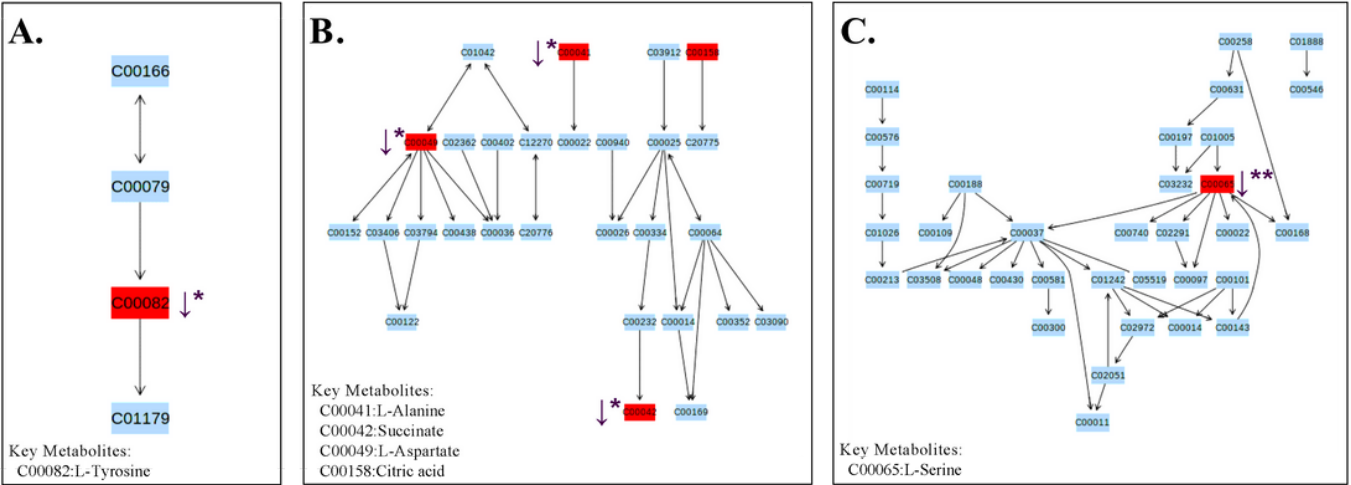 A.
C00166
C00079
C00082 ↓*
C01179
Key Metabolites:
C00082:L-Tyrosine
B.
C01042
↓* C00041
C03912
C00158
↓* C00049
C02362
C00402
C12270
C00022
C00940
C00025
C20775
C00152
C03406
C03794
C00438
C00036
C20776
C00026
C00334
C00064
C00122
C00232
C00014
C00352
C03090
↓* C00042
C00169
Key Metabolites:
C00041:L-Alanine
C00042:Succinate
C00049:L-Aspartate
C00158:Citric acid
C.
C00258
C01888
C00114
C00631
C00546
C00576
C00197
C01005
C00719
C00188
C03232
C00065 ↓**
C01026
C00109
C00037
C00740
C02291
C00022
C00168
C00213
C03508
C00048
C00430
C00581
C01242
C05519
C00097
C00101
C00300
C02972
C00014
C00143
C02051
C00011
Key Metabolites:
C00065:L-Serine